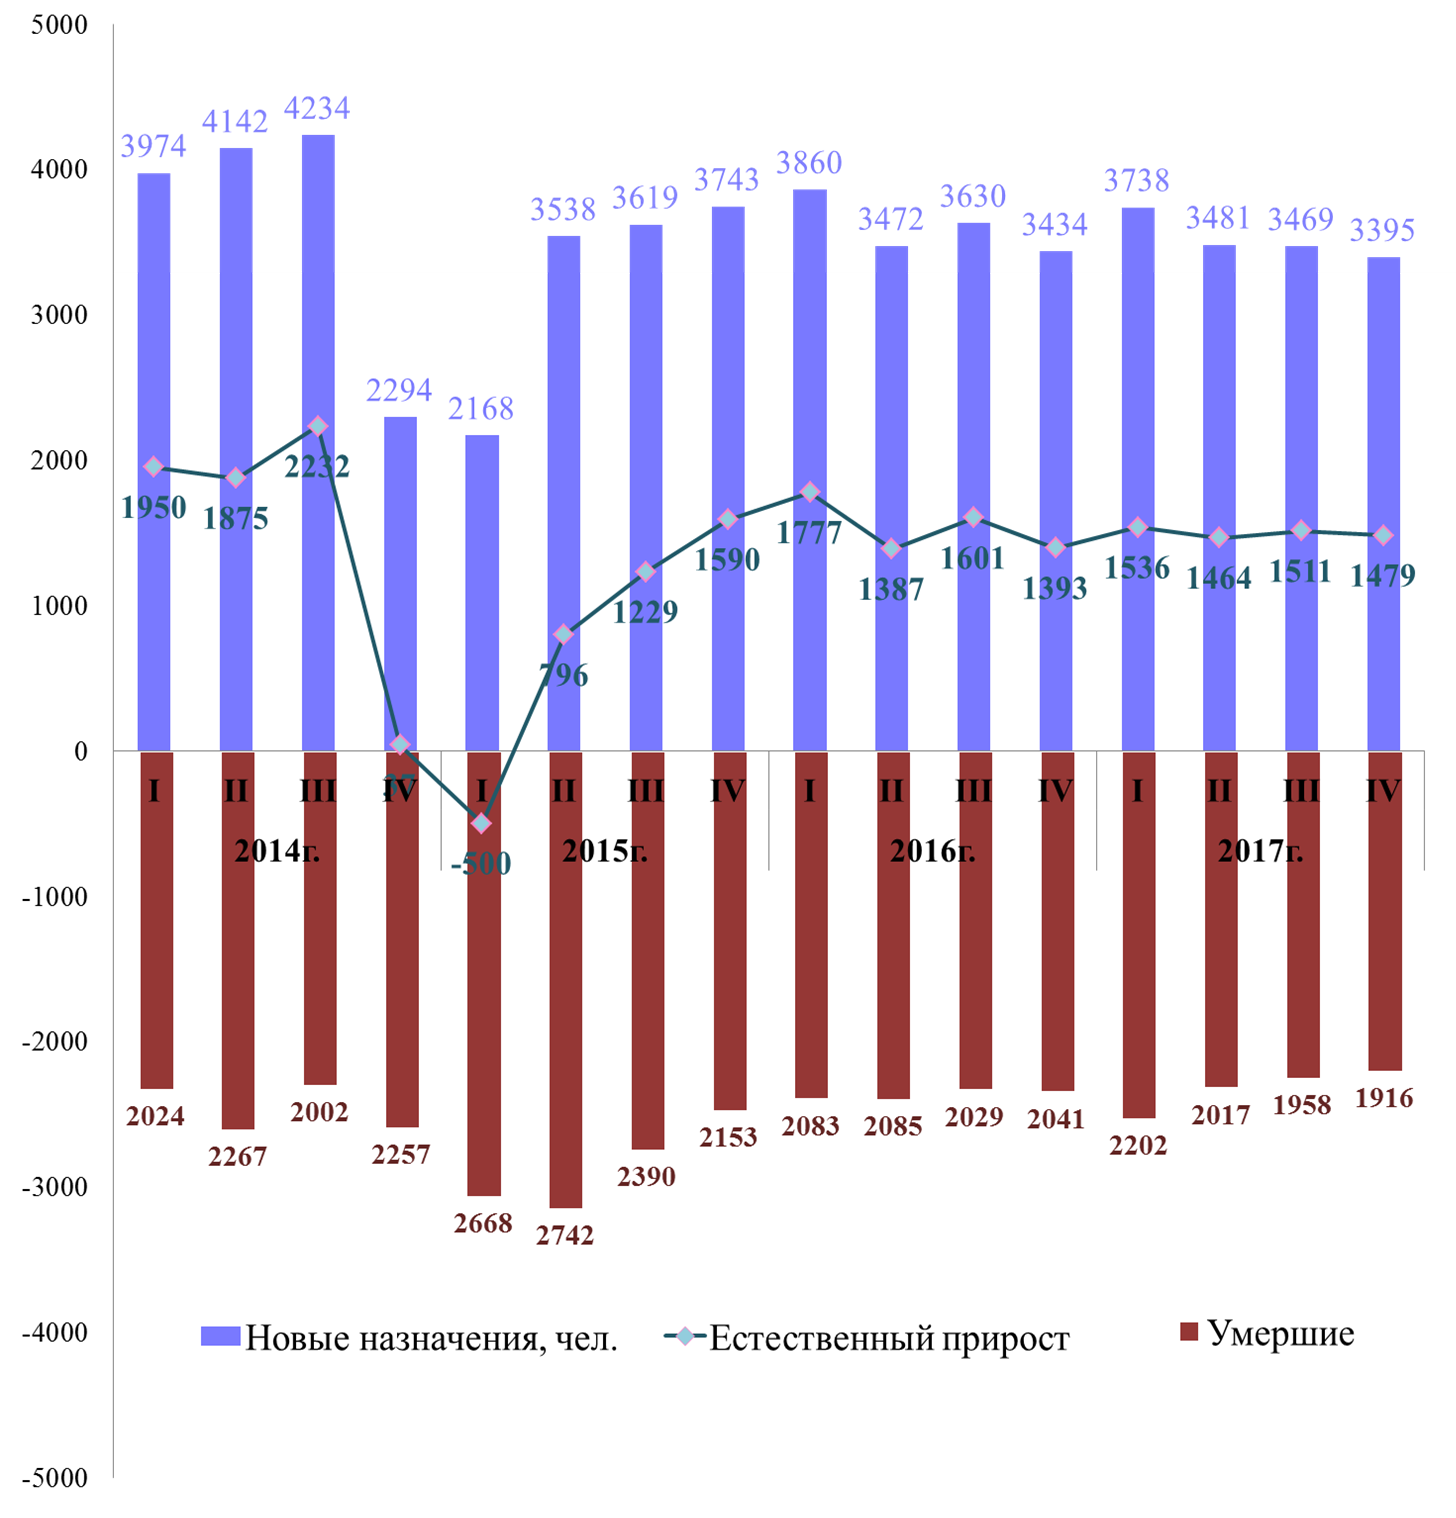 5000
4000
3000
2000
1000
0
-1000
-2000
-3000
-4000
-5000
3974 4142 4234 2294 2168 3538 3619 3743 3860 3472 3630 3434 3738 3481 3469 3395
1950 1875 2232 37 -500 796 1229 1590 1777 1387 1601 1393 1536 1464 1511 1479
I II III IV I II III IV I II III IV I II III IV
2014г. 2015г. 2016г. 2017г.
2024 2267 2002 2257 2668 2742 2390 2153 2083 2085 2029 2041 2202 2017 1958 1916
Новые назначения, чел. Естественный прирост Умершие